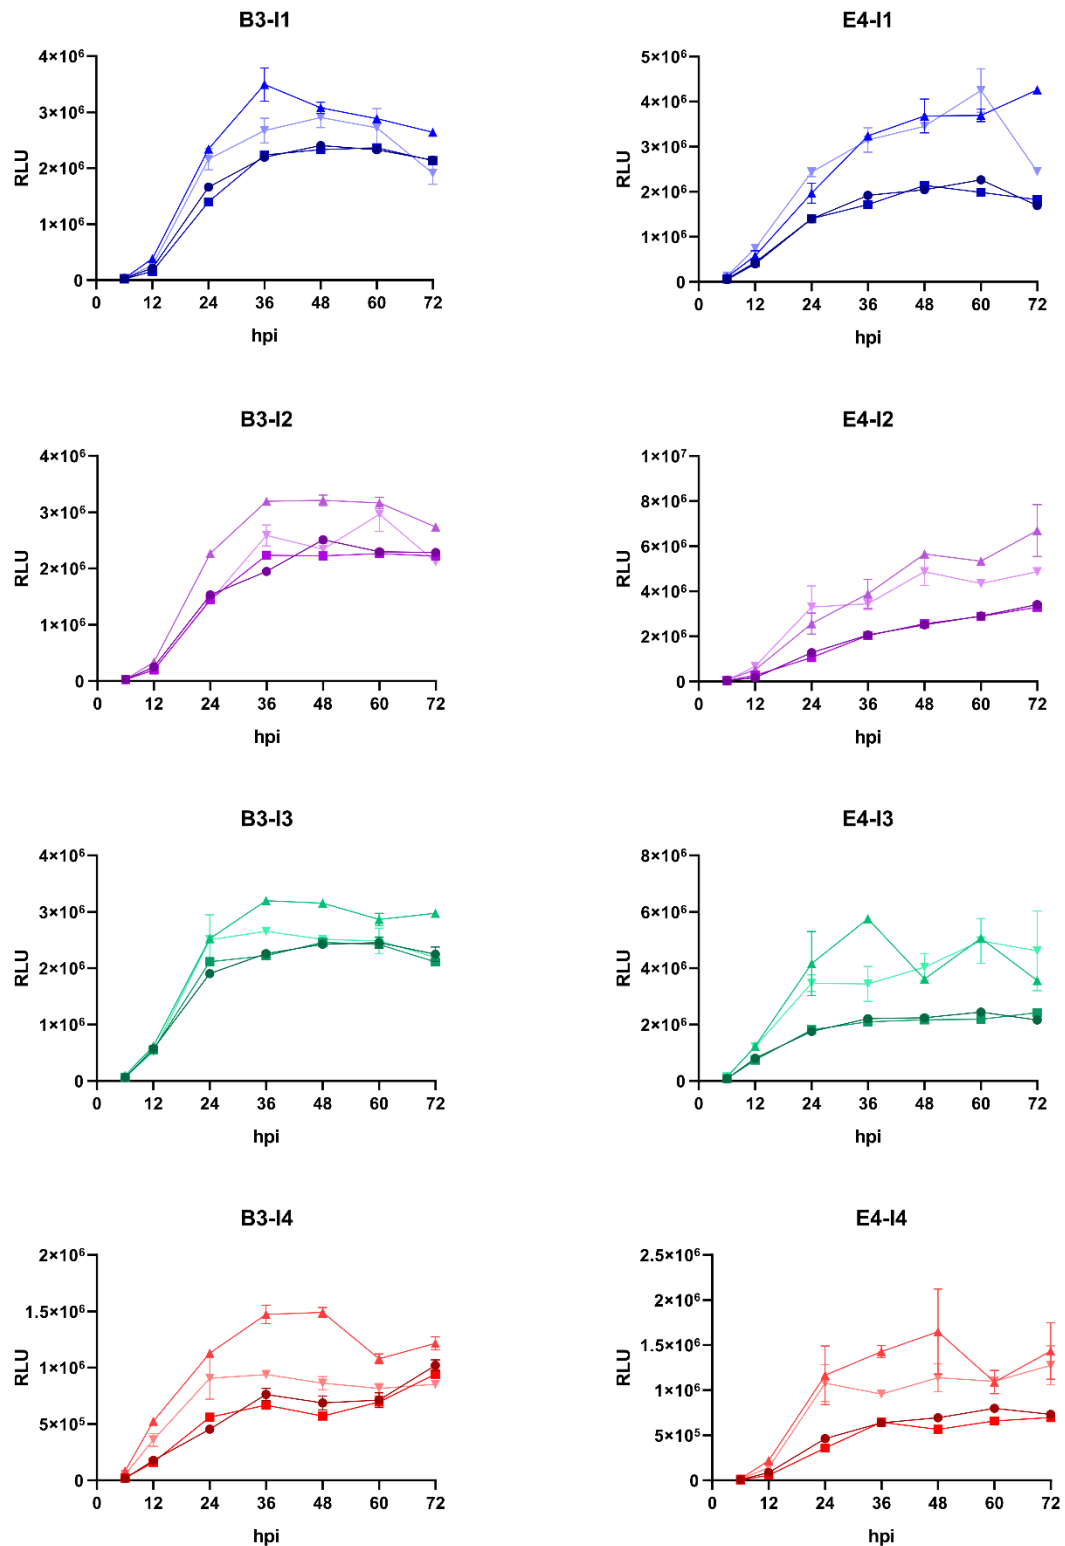 B3-I1
4×10⁶
3×10⁶
2×10⁶
1×10⁶
0
RLU
0 12 24 36 48 60 72
hpi
E4-I1
5×10⁶
4×10⁶
3×10⁶
2×10⁶
1×10⁶
0
RLU
0 12 24 36 48 60 72
hpi
B3-I2
4×10⁶
3×10⁶
2×10⁶
1×10⁶
0
RLU
0 12 24 36 48 60 72
hpi
E4-I2
1×10⁷
8×10⁶
6×10⁶
4×10⁶
2×10⁶
0
RLU
0 12 24 36 48 60 72
hpi
B3-I3
4×10⁶
3×10⁶
2×10⁶
1×10⁶
0
RLU
0 12 24 36 48 60 72
hpi
E4-I3
8×10⁶
6×10⁶
4×10⁶
2×10⁶
0
RLU
0 12 24 36 48 60 72
hpi
B3-I4
2×10⁶
1.5×10⁶
1×10⁶
5×10⁵
0
RLU
0 12 24 36 48 60 72
hpi
E4-I4
2.5×10⁶
2×10⁶
1.5×10⁶
1×10⁶
5×10⁵
0
RLU
0 12 24 36 48 60 72
hpi